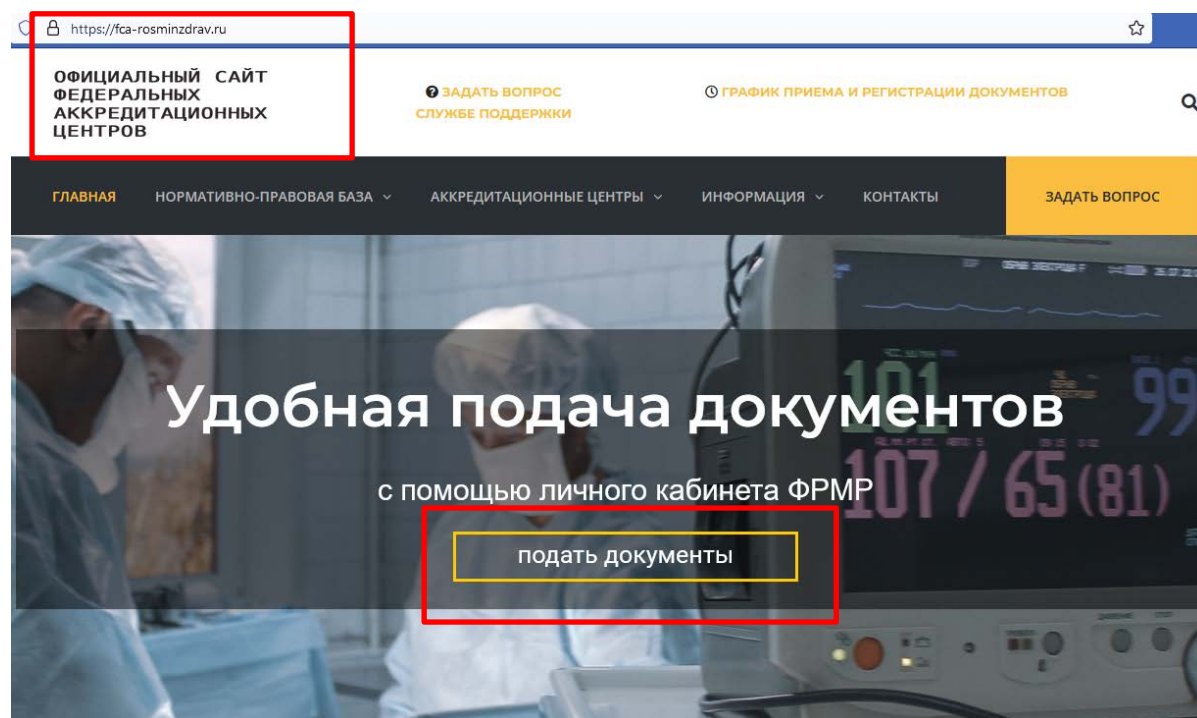 https://fca-rosminzdrav.ru
ОФИЦИАЛЬНЫЙ САЙТ
ФЕДЕРАЛЬНЫХ
АККРЕДИТАЦИОННЫХ
ЦЕНТРОВ
ЗАДАТЬ ВОПРОС
СЛУЖБЕ ПОДДЕРЖКИ
ГРАФИК ПРИЕМА И РЕГИСТРАЦИИ ДОКУМЕНТОВ
ГЛАВНАЯ НОРМАТИВНО-ПРАВОВАЯ БАЗА АККРЕДИТАЦИОННЫЕ ЦЕНТРЫ ИНФОРМАЦИЯ КОНТАКТЫ ЗАДАТЬ ВОПРОС
101 99
Удобная подача документов
107 / 65 (81)
с помощью личного кабинета ФРМР
подать документы